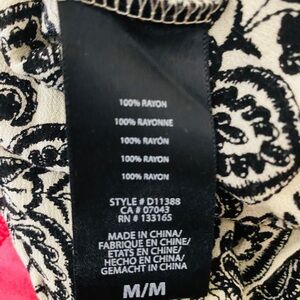 100% RAYON
100% RAYONNE
100% RAYÓN
100% RAYON
100% RAYON
STYLE # D11388
CA # 07043
RN # 133165
MADE IN CHINA/
FABRIQUE EN CHINE/
ETATS EN CHINE/
HECHO EN CHINA/
GEMACHT IN CHINA
M/M